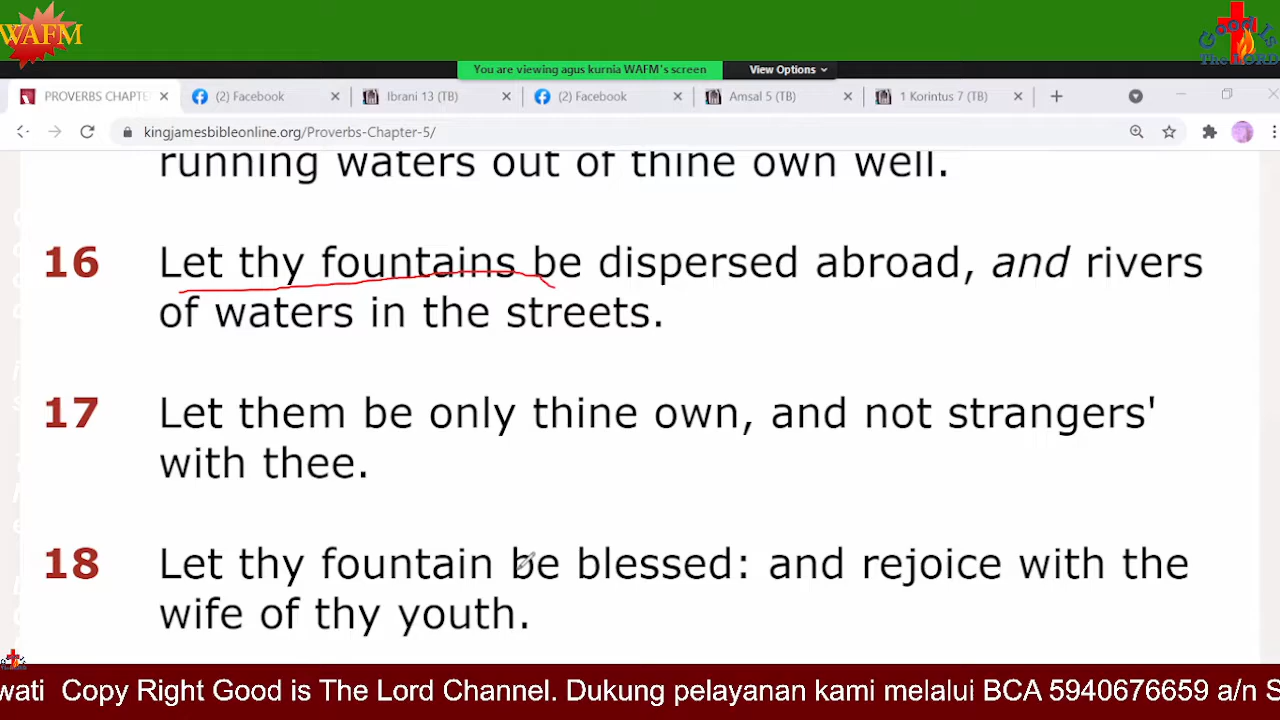 WAFM
Good Is
The LORD
You are viewing agus kurnia WAFM's screen
View Options
PROVERBS CHAPTE
(2) Facebook
Ibrani 13 (TB)
(2) Facebook
Amsal 5 (TB)
1 Korintus 7 (TB)
kingjamesbibleonline.org/Proverbs-Chapter-5/
running waters out of thine own well.
16 Let thy fountains be dispersed abroad, and rivers
of waters in the streets.
17 Let them be only thine own, and not strangers'
with thee.
18 Let thy fountain be blessed: and rejoice with the
wife of thy youth.
wati Copy Right Good is The Lord Channel. Dukung pelayanan kami melalui BCA 5940676659 a/n S